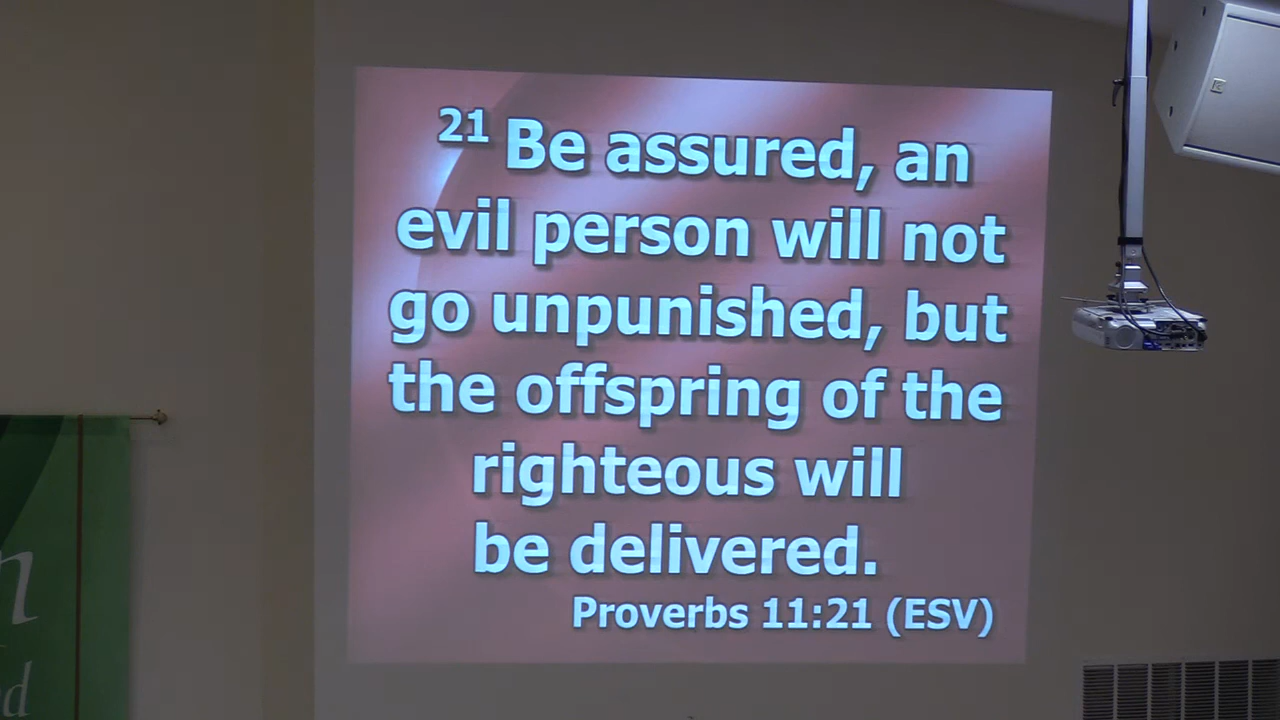 21 Be assured, an
evil person will not
go unpunished, but
the offspring of the
righteous will
be delivered.
Proverbs 11:21 (ESV)